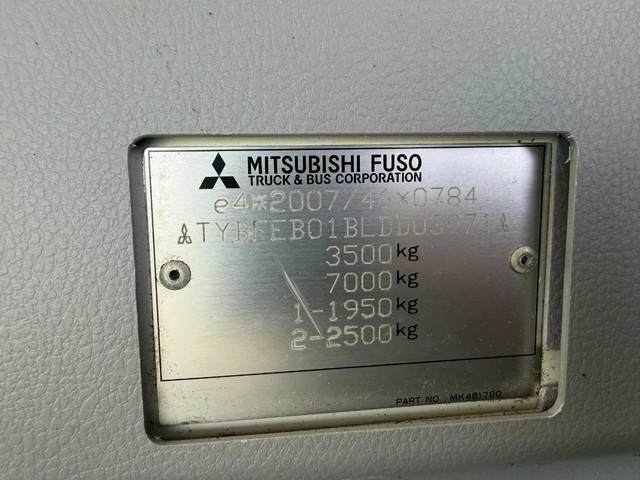 MITSUBISHI FUSO
TRUCK & BUS CORPORATION
e4*2007/46*0784
3500 kg
7000 kg
1-1950 kg
2-2500 kg
PART NO. MK481790